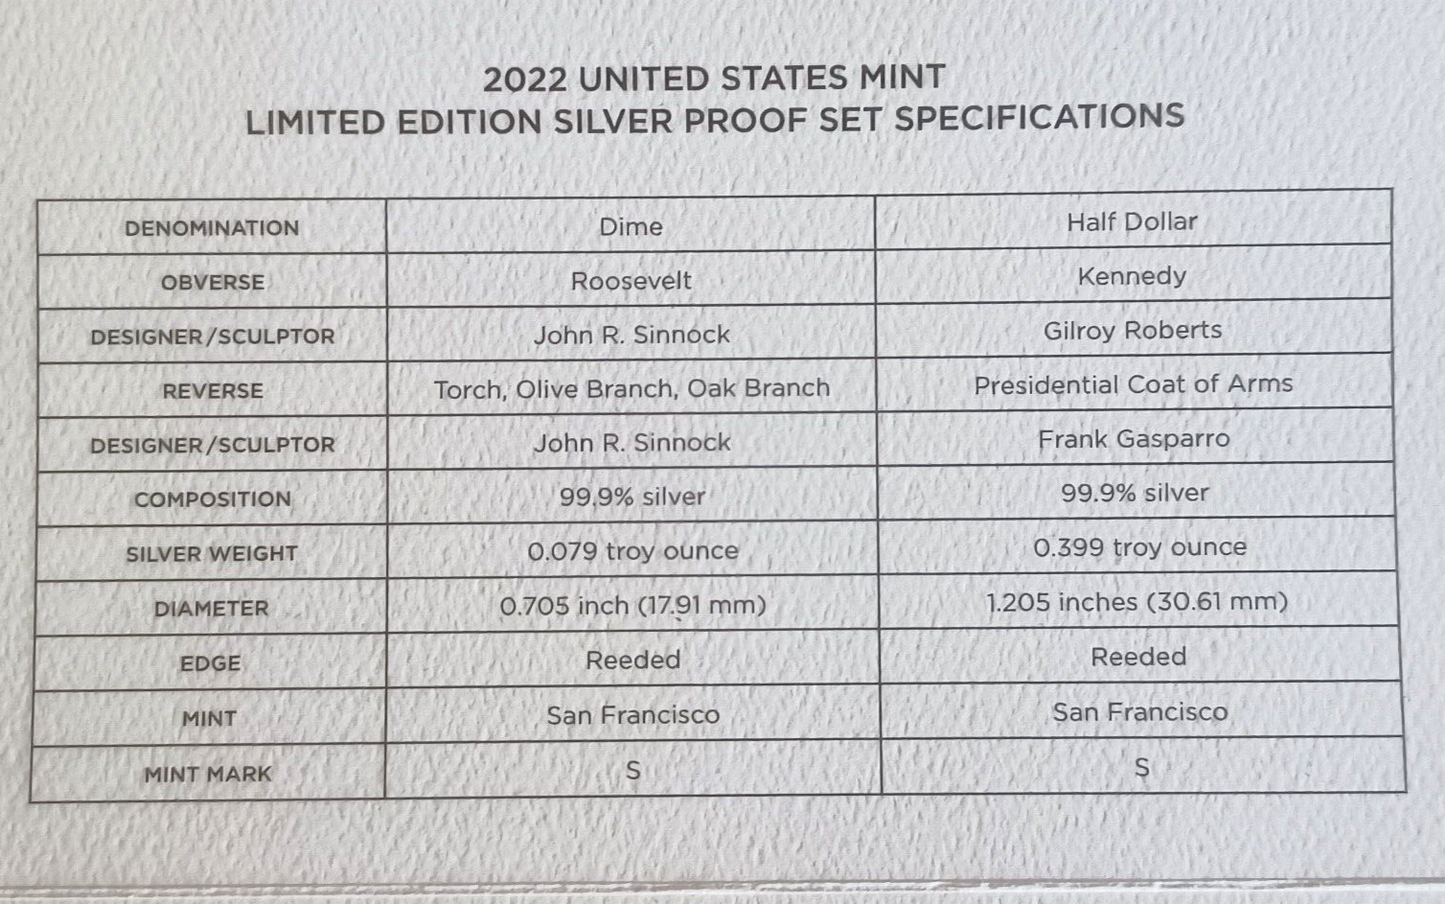 2022 UNITED STATES MINT
LIMITED EDITION SILVER PROOF SET SPECIFICATIONS
DENOMINATION Dime Half Dollar
OBVERSE Roosevelt Kennedy
DESIGNER/SCULPTOR John R. Sinnock Gilroy Roberts
REVERSE Torch, Olive Branch, Oak Branch Presidential Coat of Arms
DESIGNER/SCULPTOR John R. Sinnock Frank Gasparro
COMPOSITION 99.9% silver 99.9% silver
SILVER WEIGHT 0.079 troy ounce 0.399 troy ounce
DIAMETER 0.705 inch (17.91 mm) 1.205 inches (30.61 mm)
EDGE Reeded Reeded
MINT San Francisco San Francisco
MINT MARK S S